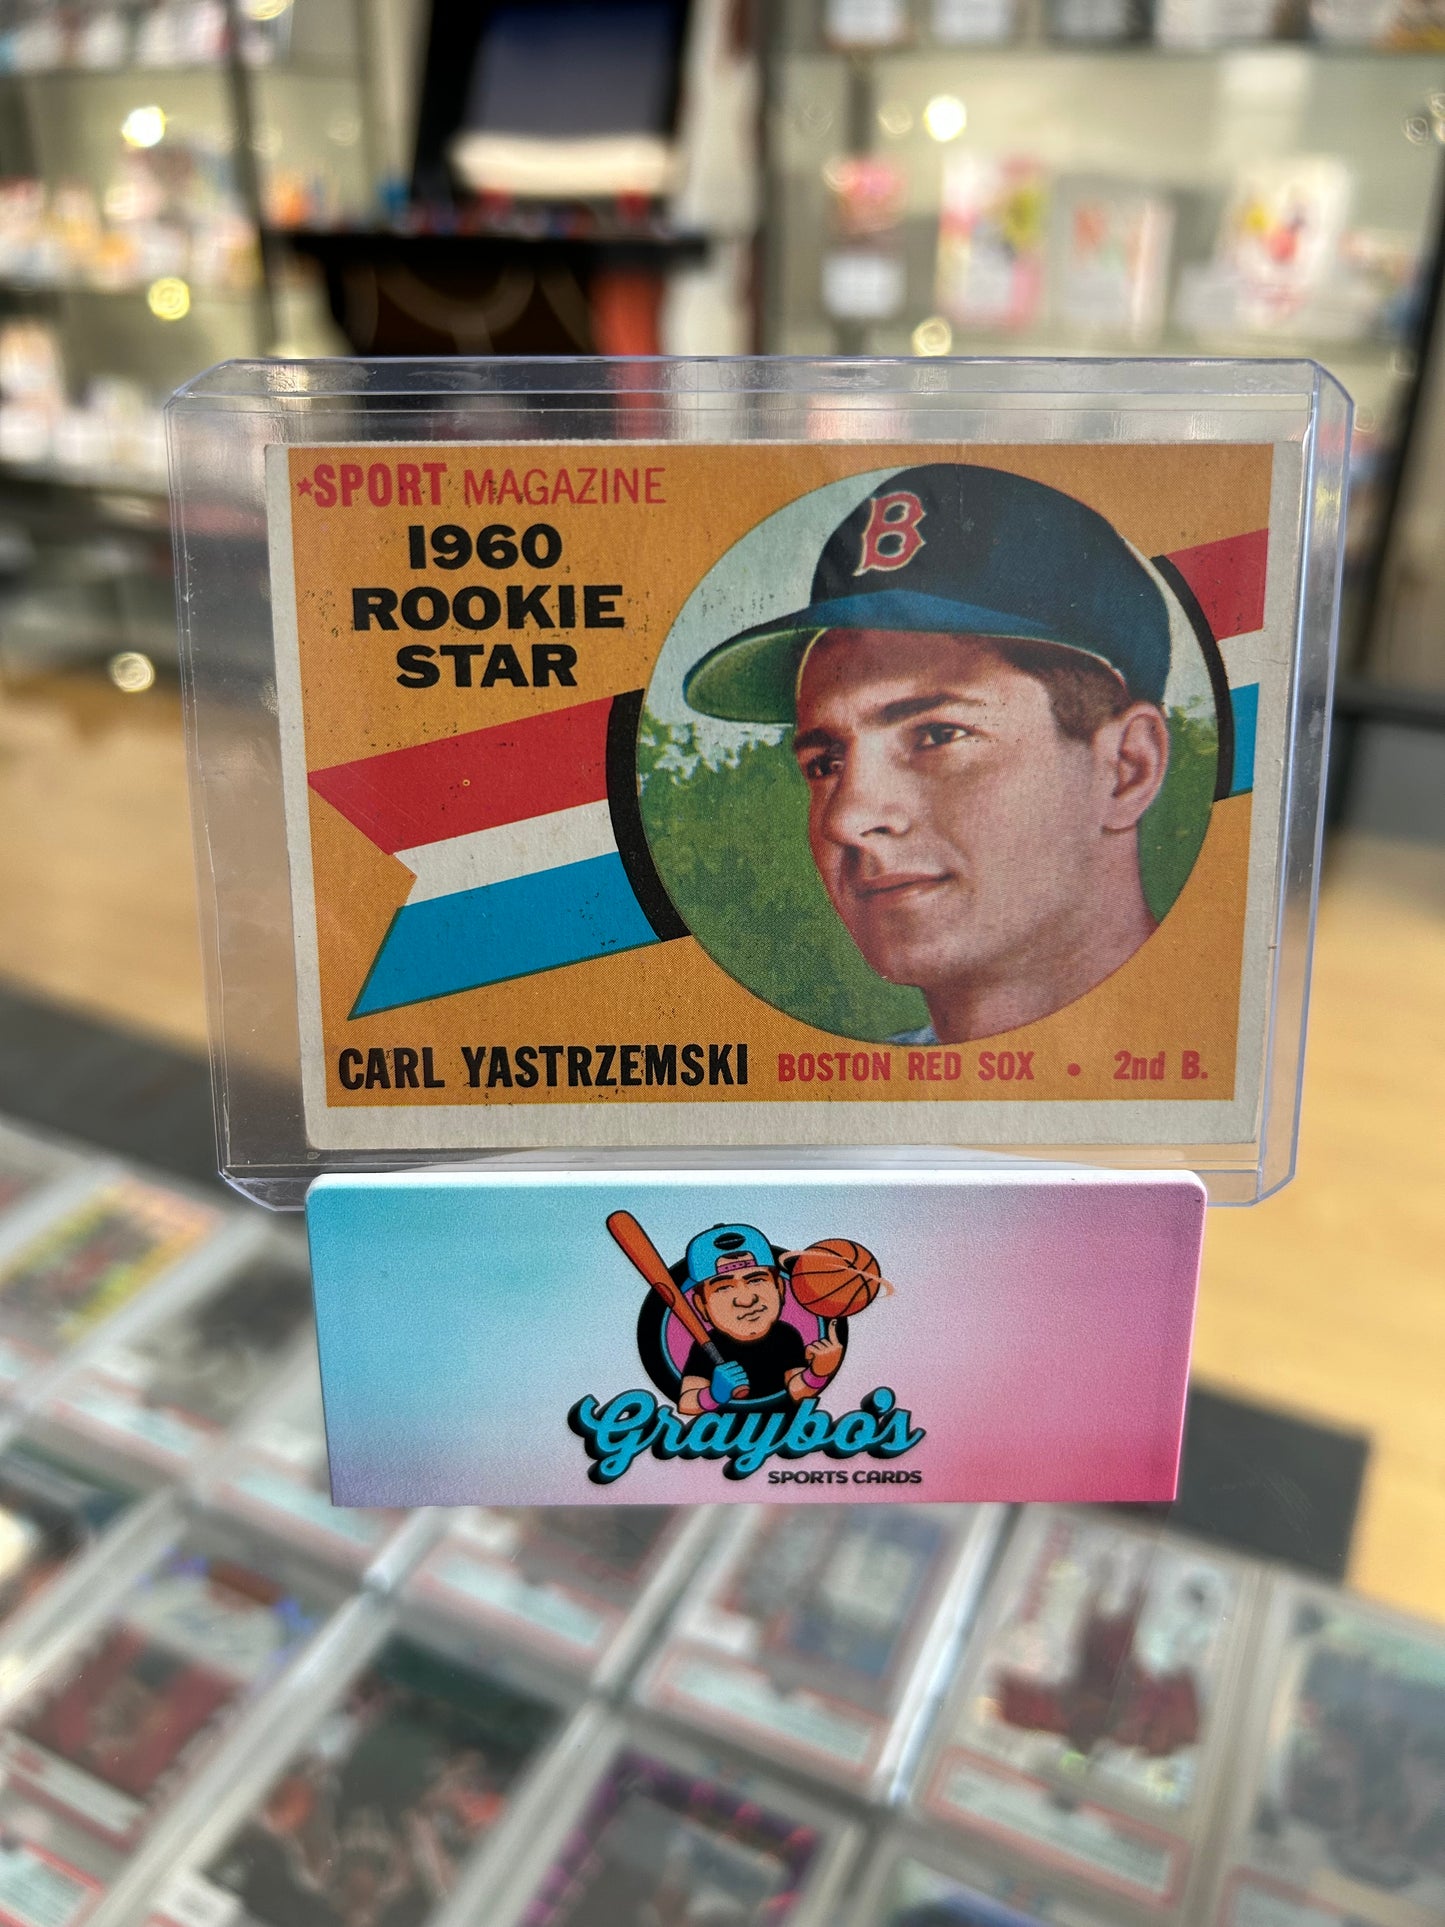 ★SPORT MAGAZINE
1960
ROOKIE
STAR
B
CARL YASTRZEMSKI BOSTON RED SOX • 2nd B.
Graybo's
SPORTS CARDS